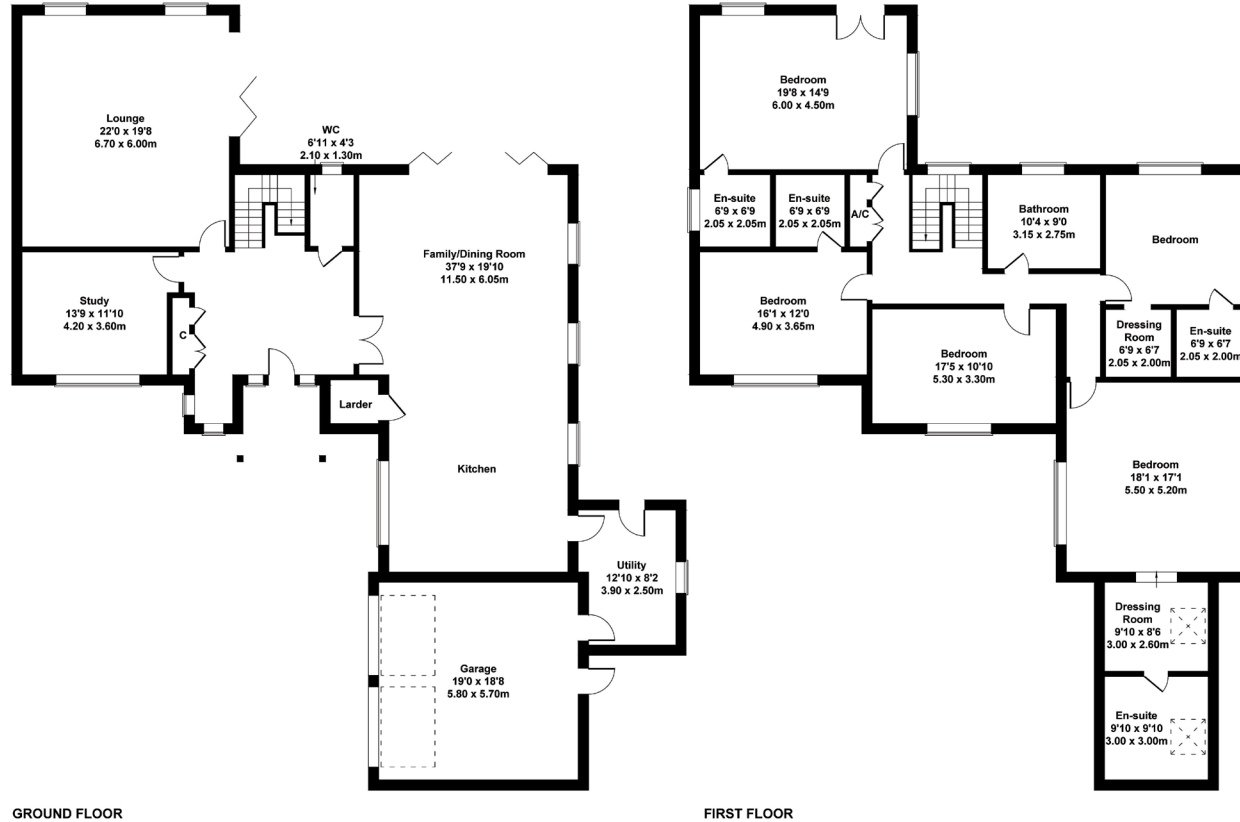 Lounge
22'0 x 19'8
6.70 x 6.00m
WC
6'11 x 4'3
2.10 x 1.30m
Family/Dining Room
37'9 x 19'10
11.50 x 6.05m
Study
13'9 x 11'10
4.20 x 3.60m
C
Larder
Kitchen
Utility
12'10 x 8'2
3.90 x 2.50m
Garage
19'0 x 18'8
5.80 x 5.70m
GROUND FLOOR
Bedroom
19'8 x 14'9
6.00 x 4.50m
En-suite
6'9 x 6'9
2.05 x 2.05m
En-suite
6'9 x 6'9
2.05 x 2.05m
A/C
Bathroom
10'4 x 9'0
3.15 x 2.75m
Bedroom
Bedroom
16'1 x 12'0
4.90 x 3.65m
Bedroom
17'5 x 10'10
5.30 x 3.30m
Dressing
Room
6'9 x 6'7
2.05 x 2.00m
En-suite
6'9 x 6'7
2.05 x 2.00m
Bedroom
18'1 x 17'1
5.50 x 5.20m
Dressing
Room
9'10 x 8'6
3.00 x 2.60m
En-suite
9'10 x 9'10
3.00 x 3.00m
FIRST FLOOR